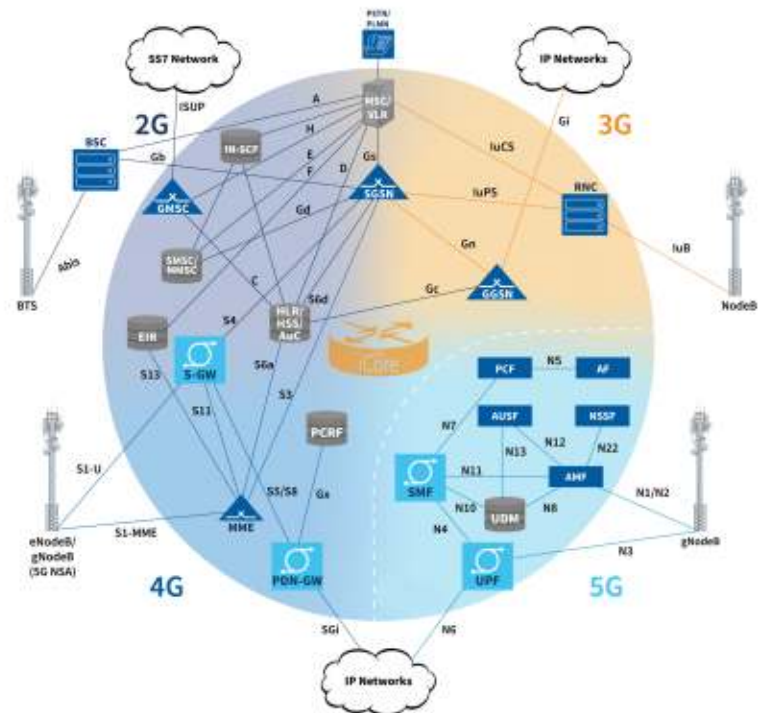 PSTN/
PLMN
SS7 Network
IP Networks
ISUP
A
MSC/
VLR
2G
3G
H
Gi
BSC
IN-SCF
E
IuCS
Gb
F
D
Gs
RNC
GMSC
SGSN
IuPS
Gd
Abis
SMSC/
MMSC
Gn
IuB
C
GGSN
BTS
S6d
Gc
NodeB
HLR/
HSS/
AuC
S4
EIR
iCore
S-GW
S6a
PCF
N5
AF
S13
S3
S11
AUSF
NSSF
PCRF
N7
N12
N22
N13
S1-U
SMF
N11
AMF
S5/S8
Gx
N10
UDM
N8
N1/N2
MME
eNodeB/
gNodeB
(5G NSA)
S1-MME
N4
gNodeB
N3
4G
PDN-GW
UPF
5G
SGi
N6
IP Networks